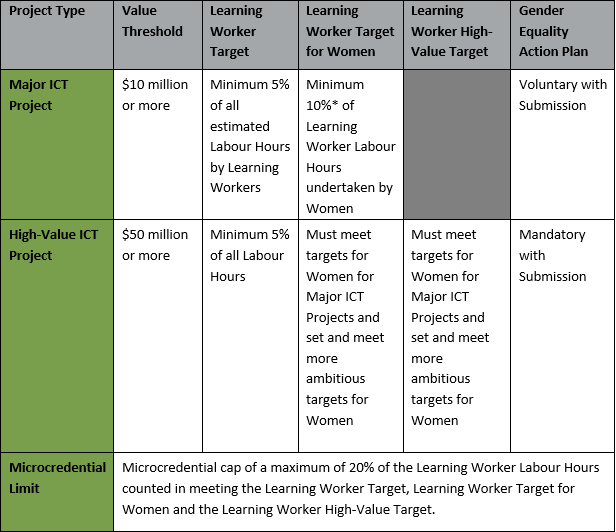 Project Type
Value
Threshold
Learning
Worker
Target
Learning
Worker Target
for Women
Learning
Worker High-
Value Target
Gender
Equality
Action Plan
Major ICT
Project
$10 million
or more
Minimum 5%
of all
estimated
Labour Hours
by Learning
Workers
Minimum
10%* of
Learning
Worker Labour
Hours
undertaken by
Women
Voluntary with
Submission
High-Value ICT
Project
$50 million
or more
Minimum 5%
of all Labour
Hours
Must meet
targets for
Women for
Major ICT
Projects and
set and meet
more
ambitious
targets for
Women
Must meet
targets for
Women for
Major ICT
Projects and
set and meet
more
ambitious
targets for
Women
Mandatory
with
Submission
Microcredential
Limit
Microcredential cap of a maximum of 20% of the Learning Worker Labour Hours
counted in meeting the Learning Worker Target, Learning Worker Target for
Women and the Learning Worker High-Value Target.